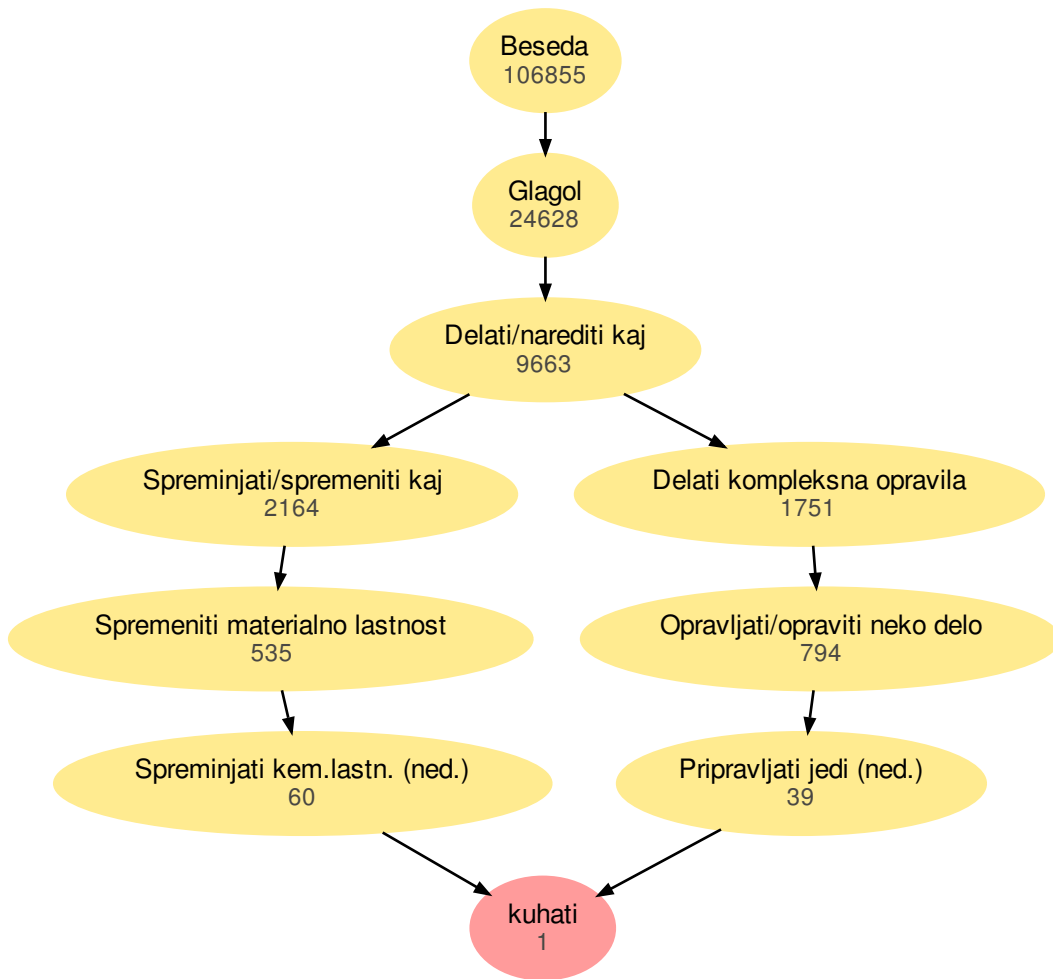 Beseda
106855
Glagol
24628
Delati/narediti kaj
9663
Spreminjati/spremeniti kaj
2164
Delati kompleksna opravila
1751
Spremeniti materialno lastnost
535
Opravljati/opraviti neko delo
794
Spreminjati kem.lastn. (ned.)
60
Pripravljati jedi (ned.)
39
kuhati
1